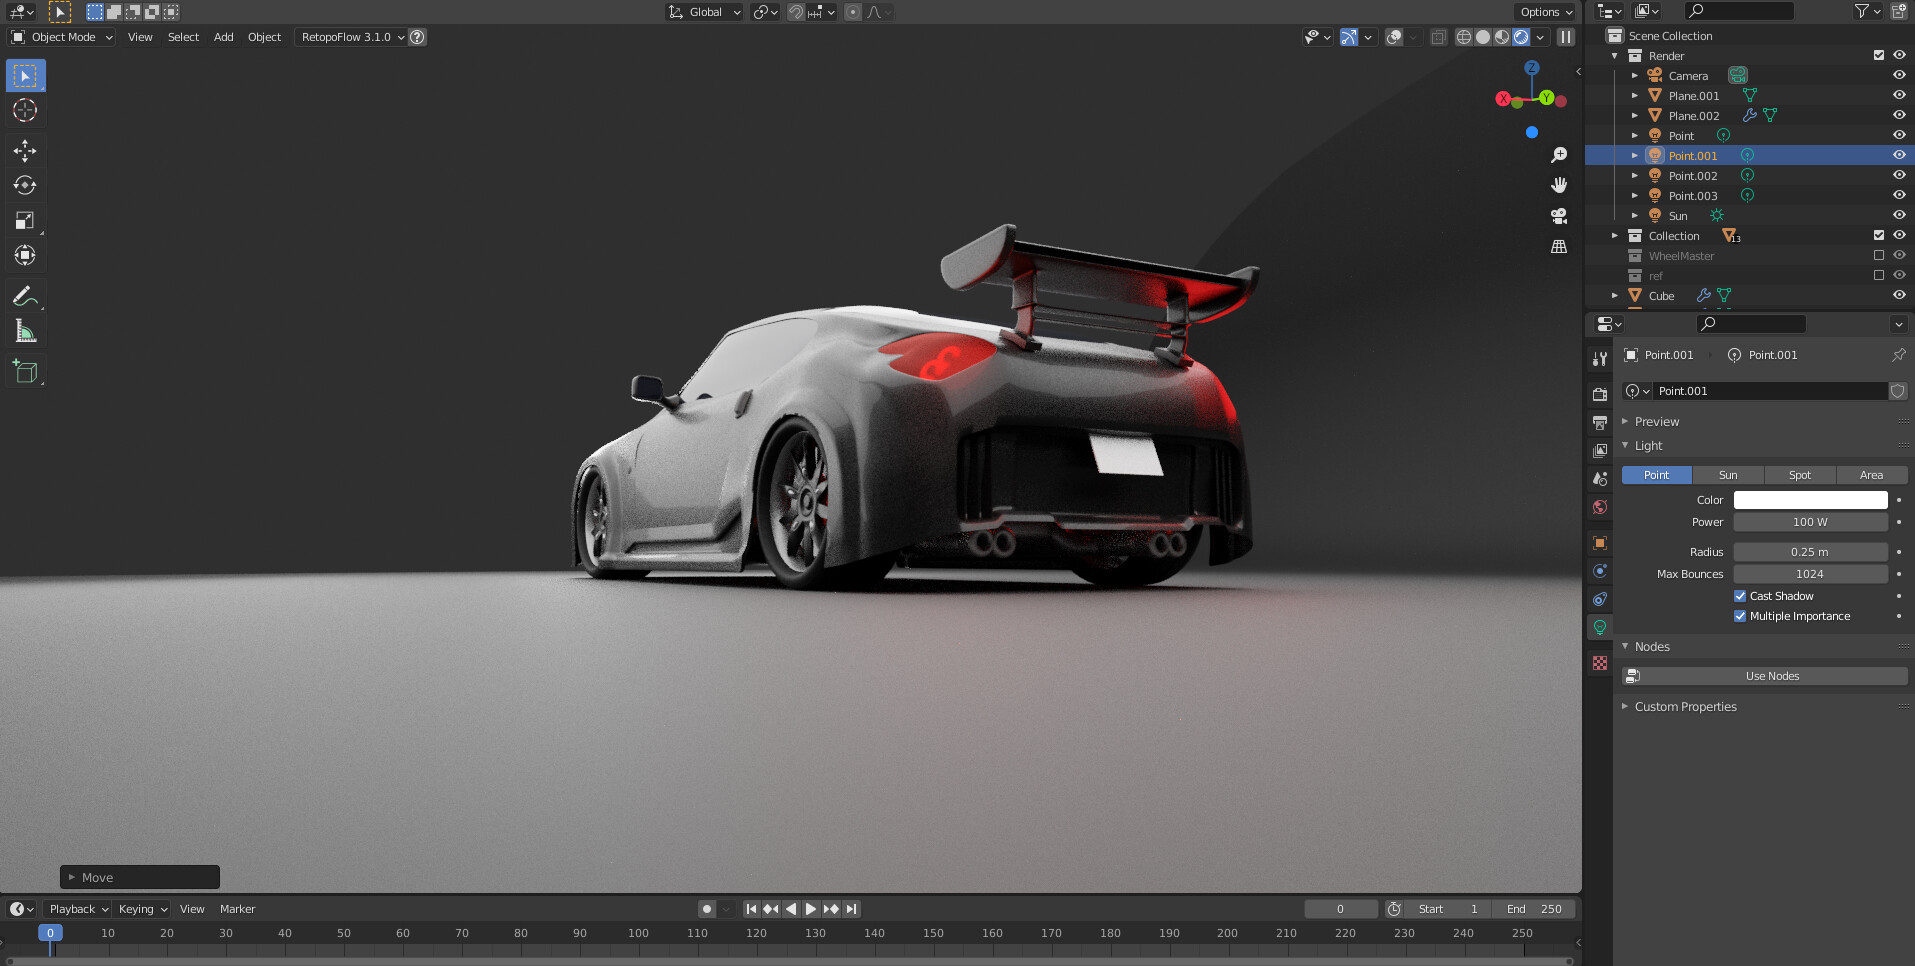 Global
Options
Object Mode
View
Select
Add
Object
RetopoFlow 3.1.0
Z
X
Y
Move
Playback
Keying
View
Marker
0
Start
1
End
250
0
10
20
30
40
50
60
70
80
90
100
110
120
130
140
150
160
170
180
190
200
210
220
230
240
250
Scene Collection
Render
Camera
Plane.001
Plane.002
Point
Point.001
Point.002
Point.003
Sun
Collection
13
WheelMaster
ref
Cube
Point.001
Point.001
Point.001
Preview
Light
Point
Sun
Spot
Area
Color
Power
100 W
Radius
0.25 m
Max Bounces
1024
Cast Shadow
Multiple Importance
Nodes
Use Nodes
Custom Properties